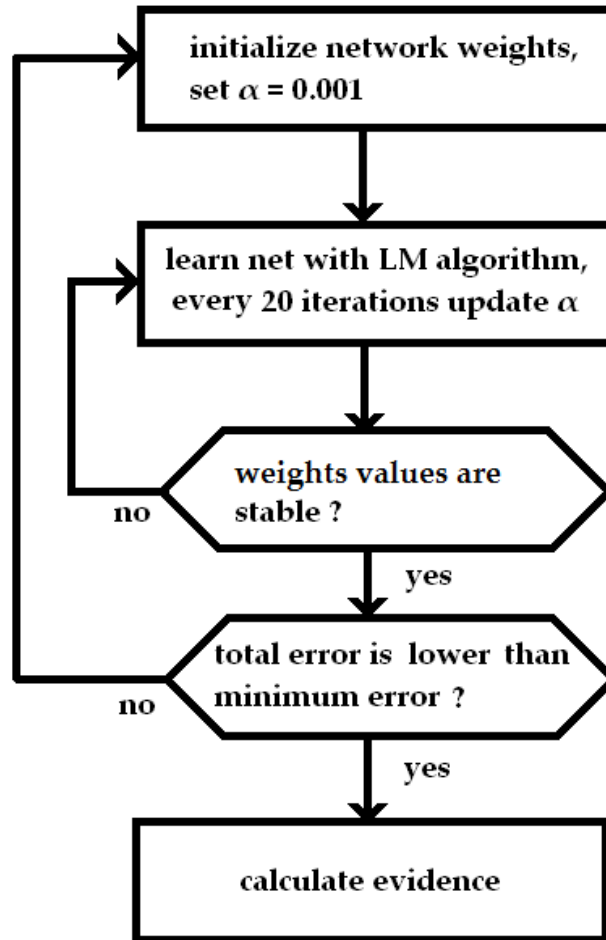 initialize network weights,
set α = 0.001
learn net with LM algorithm,
every 20 iterations update α
weights values are
stable ?
no
yes
total error is lower than
minimum error ?
no
yes
calculate evidence